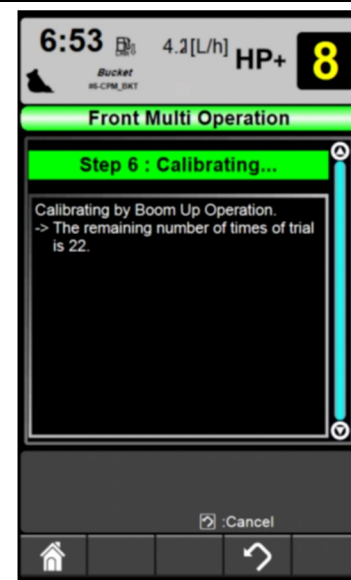 6:53
4.2[L/h]
HP+
8
Bucket
#6-CPM_BKT
Front Multi Operation
Step 6 : Calibrating...
Calibrating by Boom Up Operation.
-> The remaining number of times of trial
is 22.
:Cancel